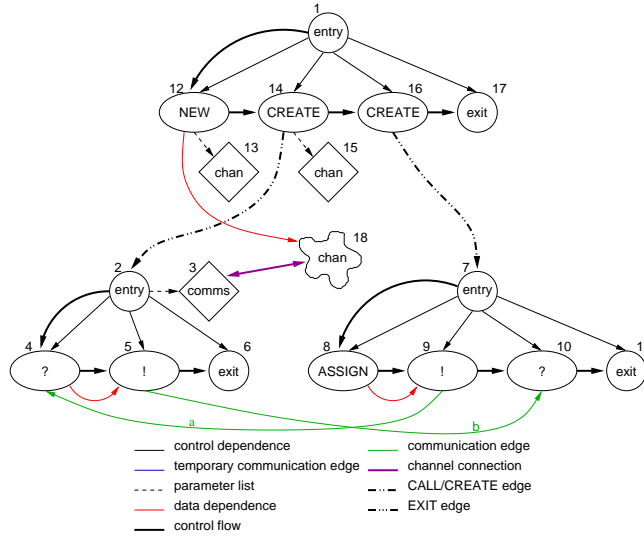 1
entry
12 14 16 17
NEW CREATE CREATE exit
13 15
chan chan
18
chan
2 3 7
entry comms entry
4 5 6 8 9 10 1
? ! exit ASSIGN ! ? exit
a b
control dependence communication edge
temporary communication edge channel connection
parameter list CALL/CREATE edge
data dependence EXIT edge
control flow